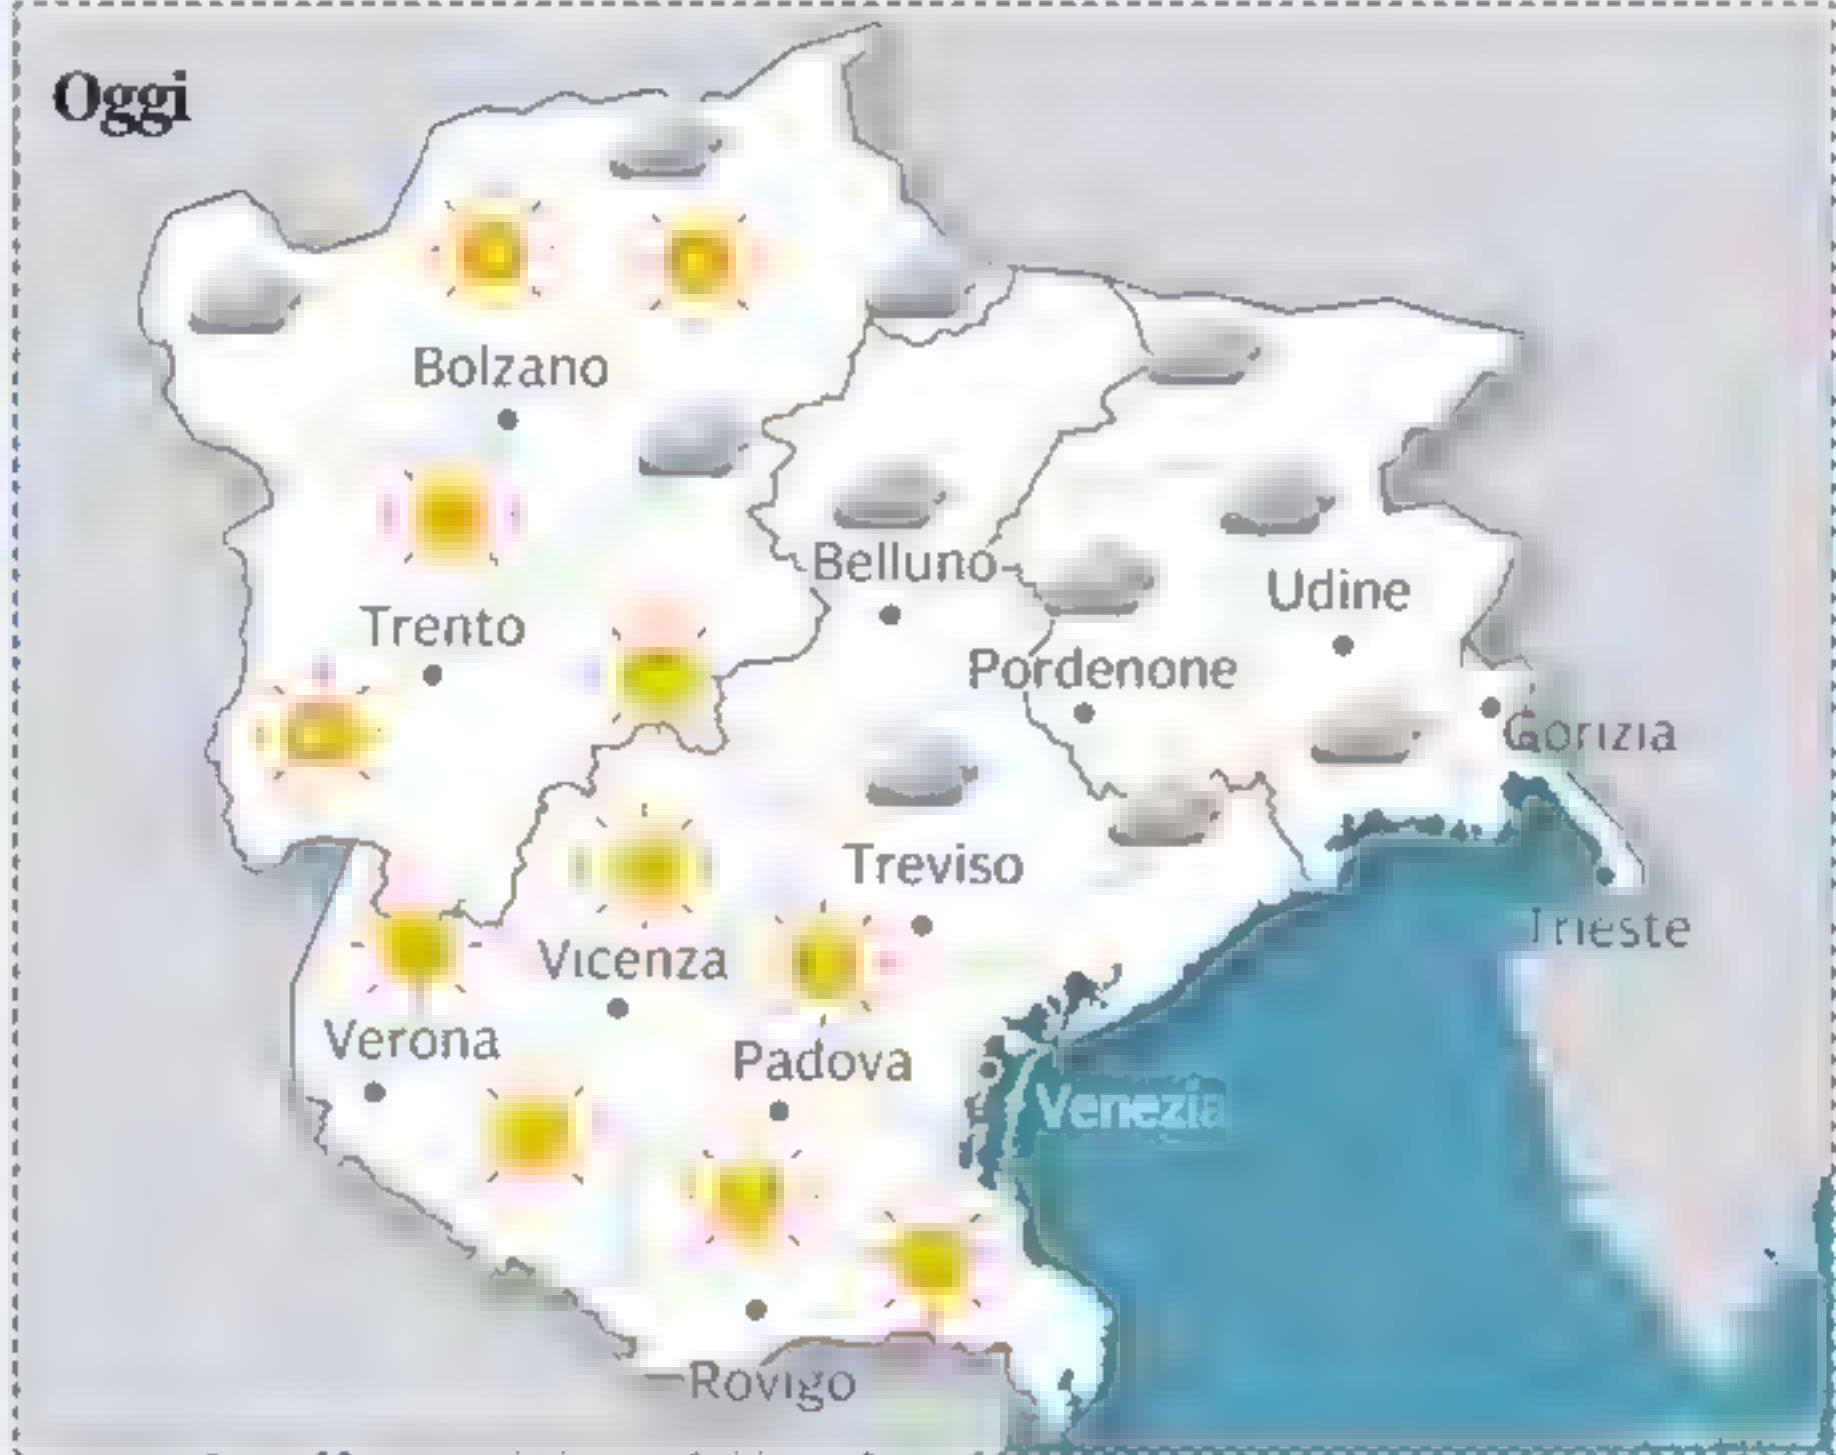 Oggi
Bolzano
Belluno
Udine
Trento
Pordenone
Gorizia
Treviso
Trieste
Vicenza
Verona
Padova
Venezia
Rovigo